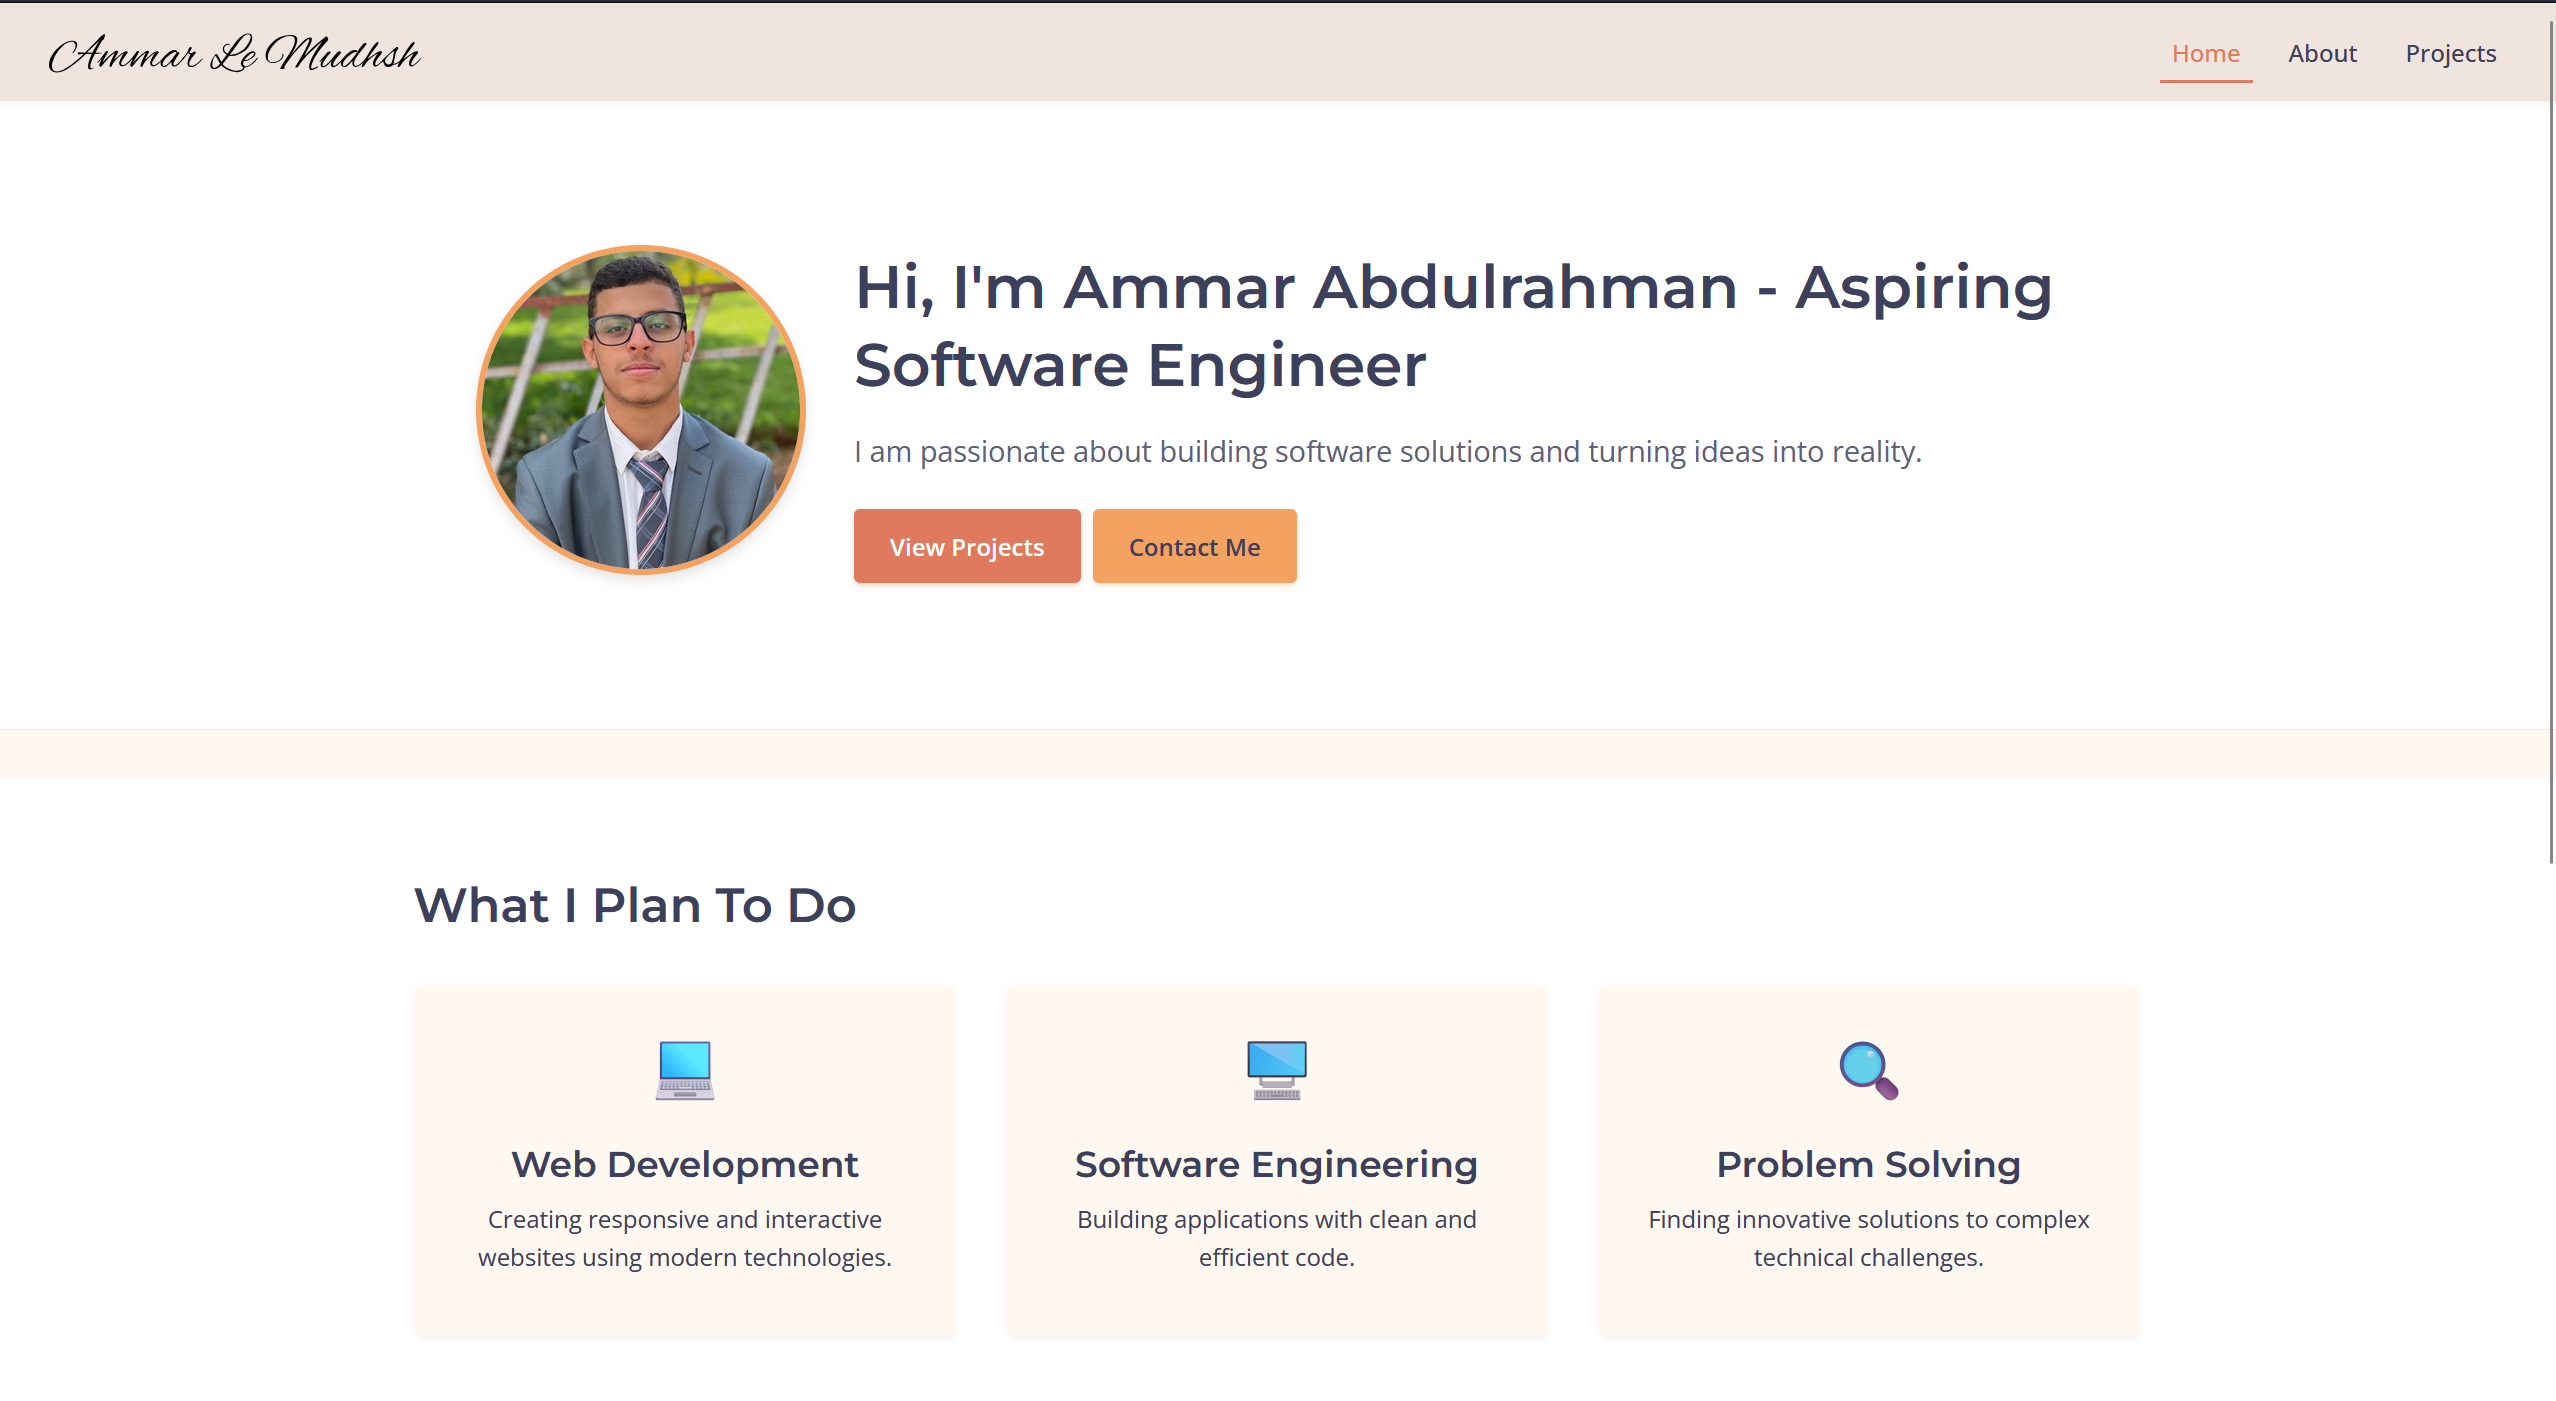 Ammar Le Mudhsh
Home About Projects
Hi, I'm Ammar Abdulrahman - Aspiring
Software Engineer
I am passionate about building software solutions and turning ideas into reality.
View Projects Contact Me
What I Plan To Do
Web Development
Creating responsive and interactive
websites using modern technologies.
Software Engineering
Building applications with clean and
efficient code.
Problem Solving
Finding innovative solutions to complex
technical challenges.